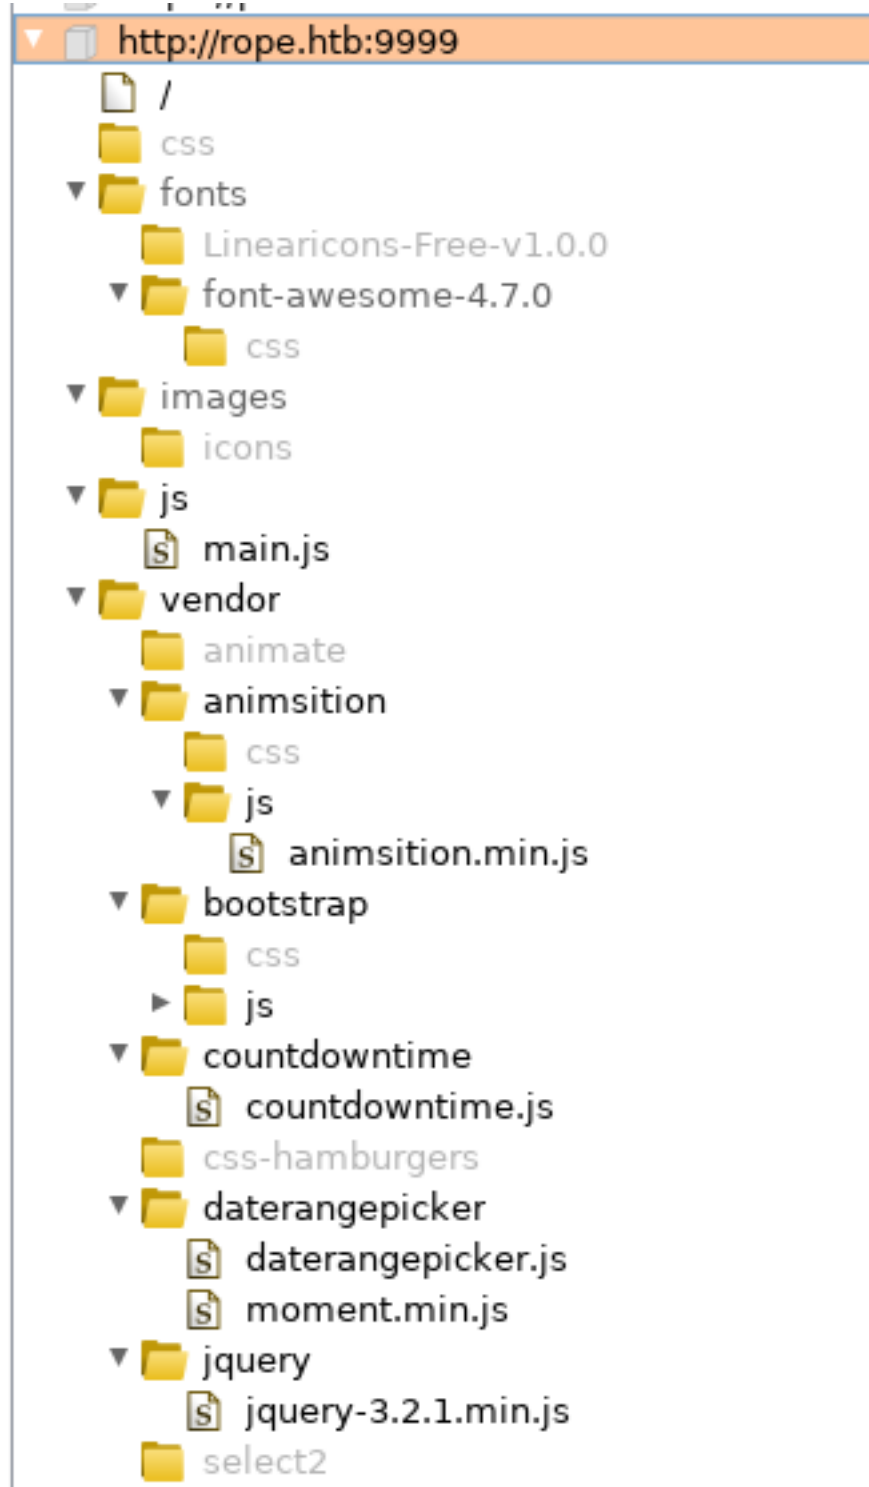 http://rope.htb:9999
/
css
fonts
Linearicons-Free-v1.0.0
font-awesome-4.7.0
css
images
icons
js
main.js
vendor
animate
animsition
css
js
animsition.min.js
bootstrap
css
js
countdowntime
countdowntime.js
css-hamburgers
daterangepicker
daterangepicker.js
moment.min.js
jquery
jquery-3.2.1.min.js
select2